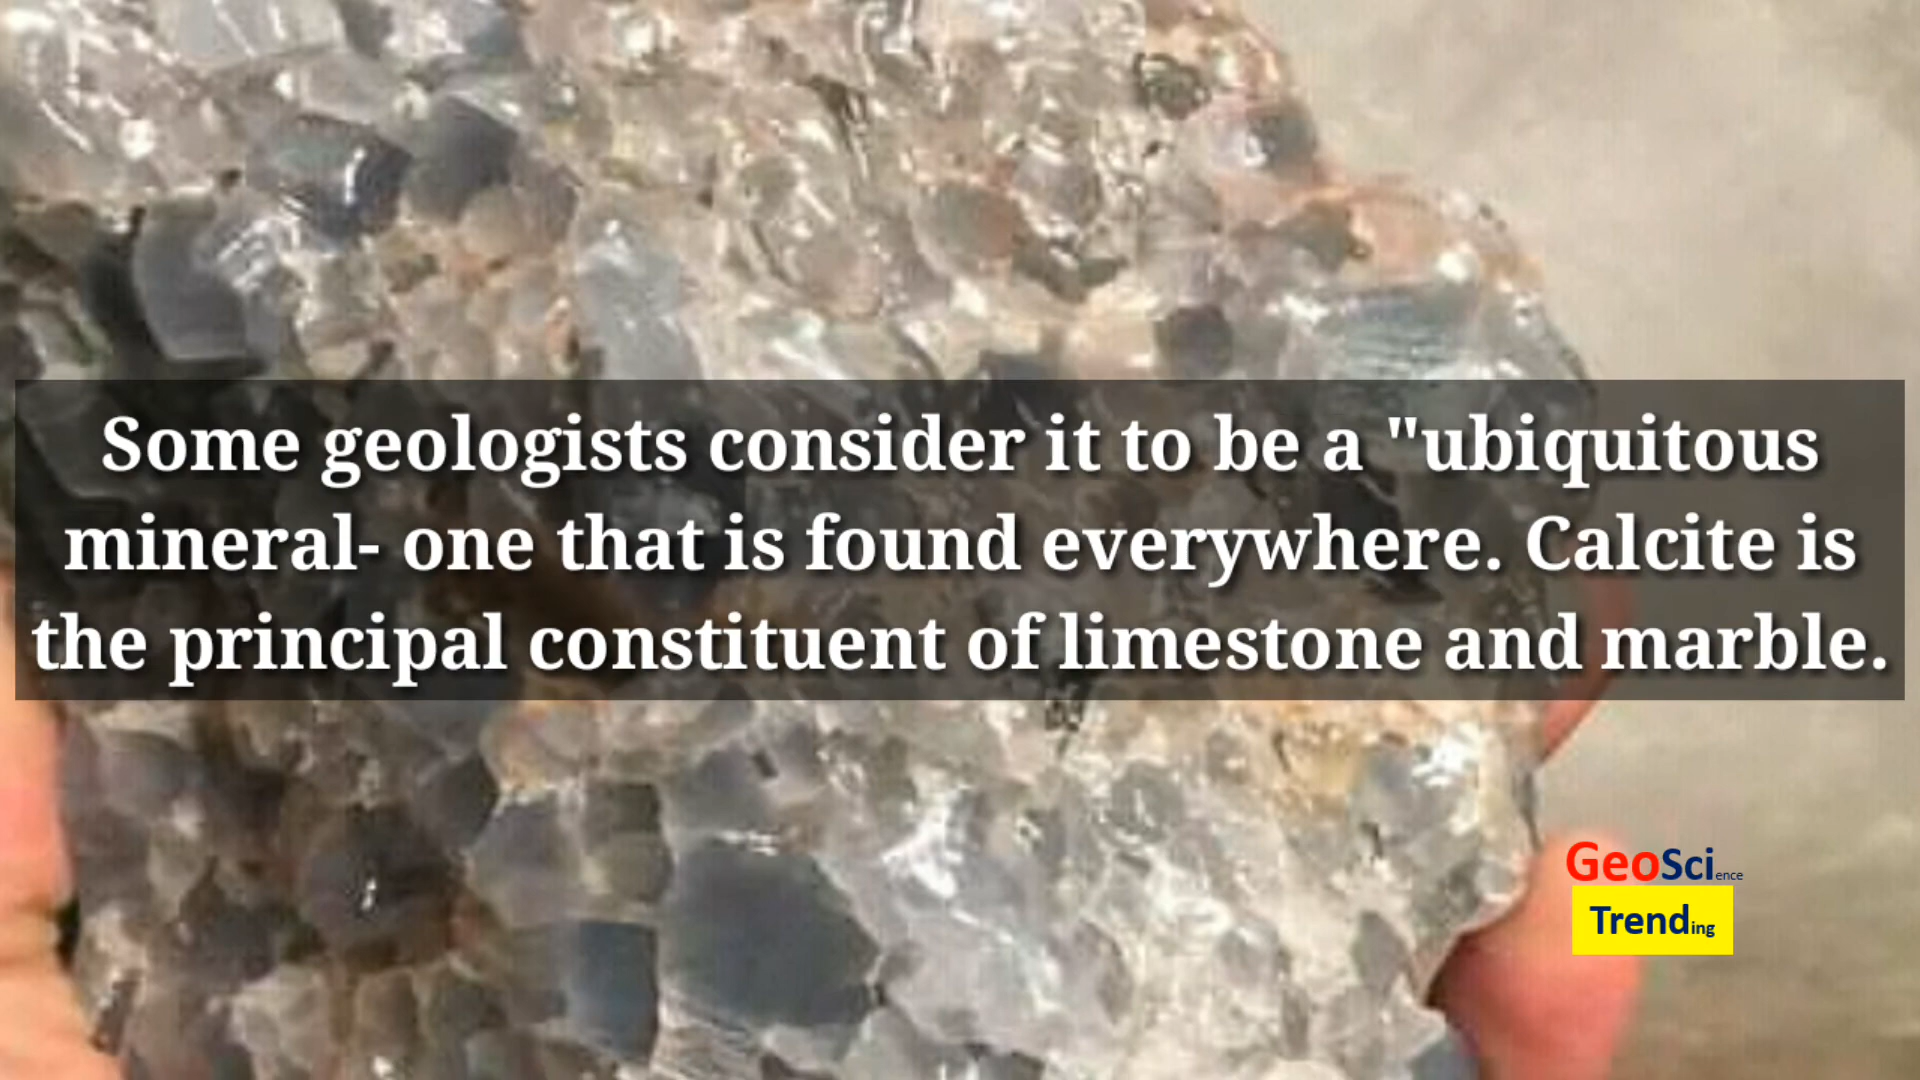 Some geologists consider it to be a "ubiquitous
mineral- one that is found everywhere. Calcite is
the principal constituent of limestone and marble.
GeoScience
Trending